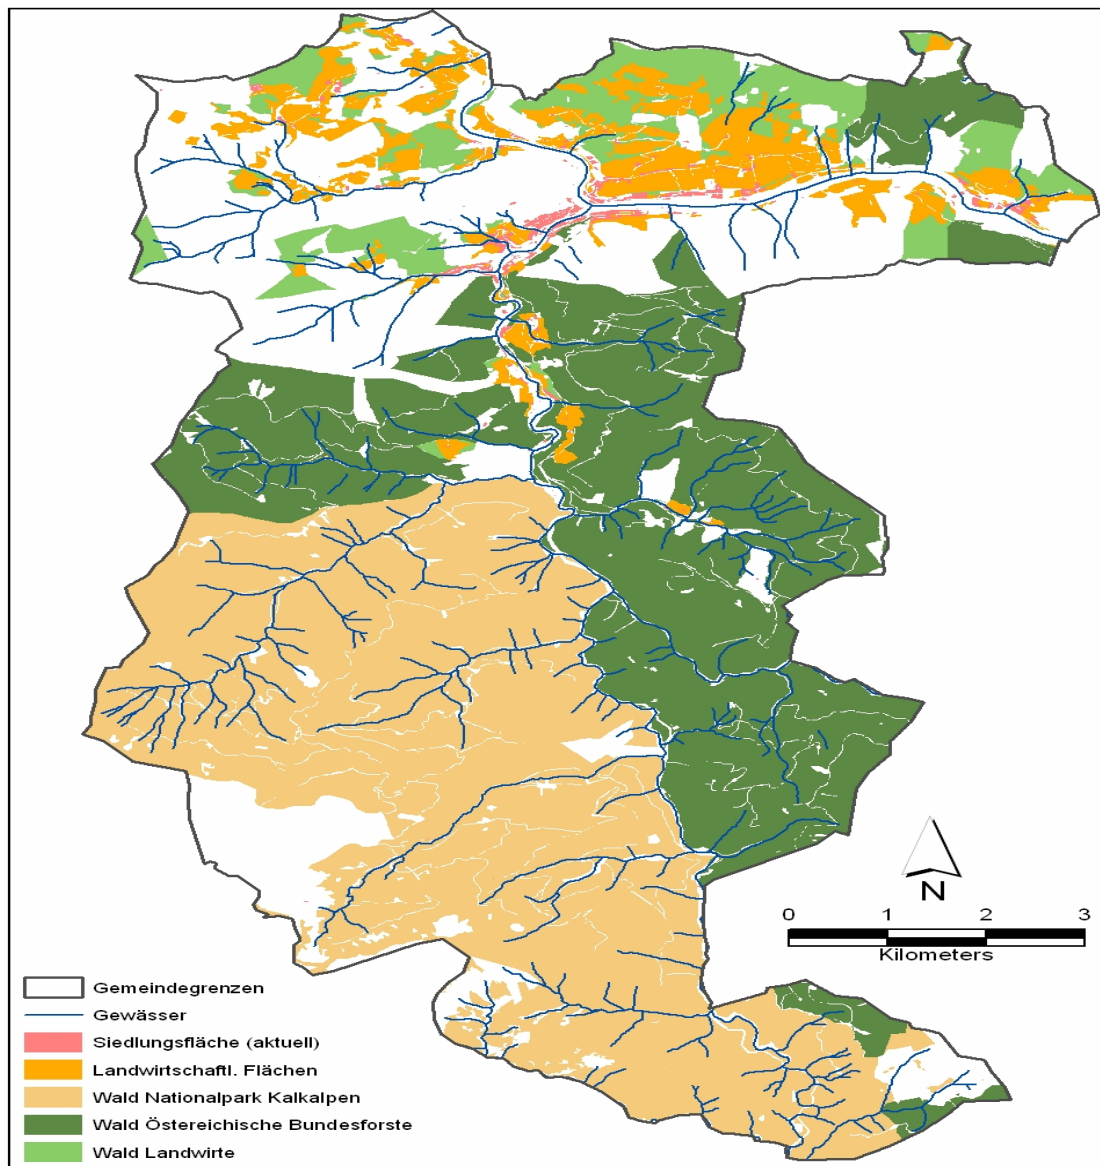 N
0 1 2 3
Kilometers
Gemeindegrenzen
Gewässer
Siedlungsfläche (aktuell)
Landwirtschaftl. Flächen
Wald Nationalpark Kalkalpen
Wald Östereichische Bundesforste
Wald Landwirte